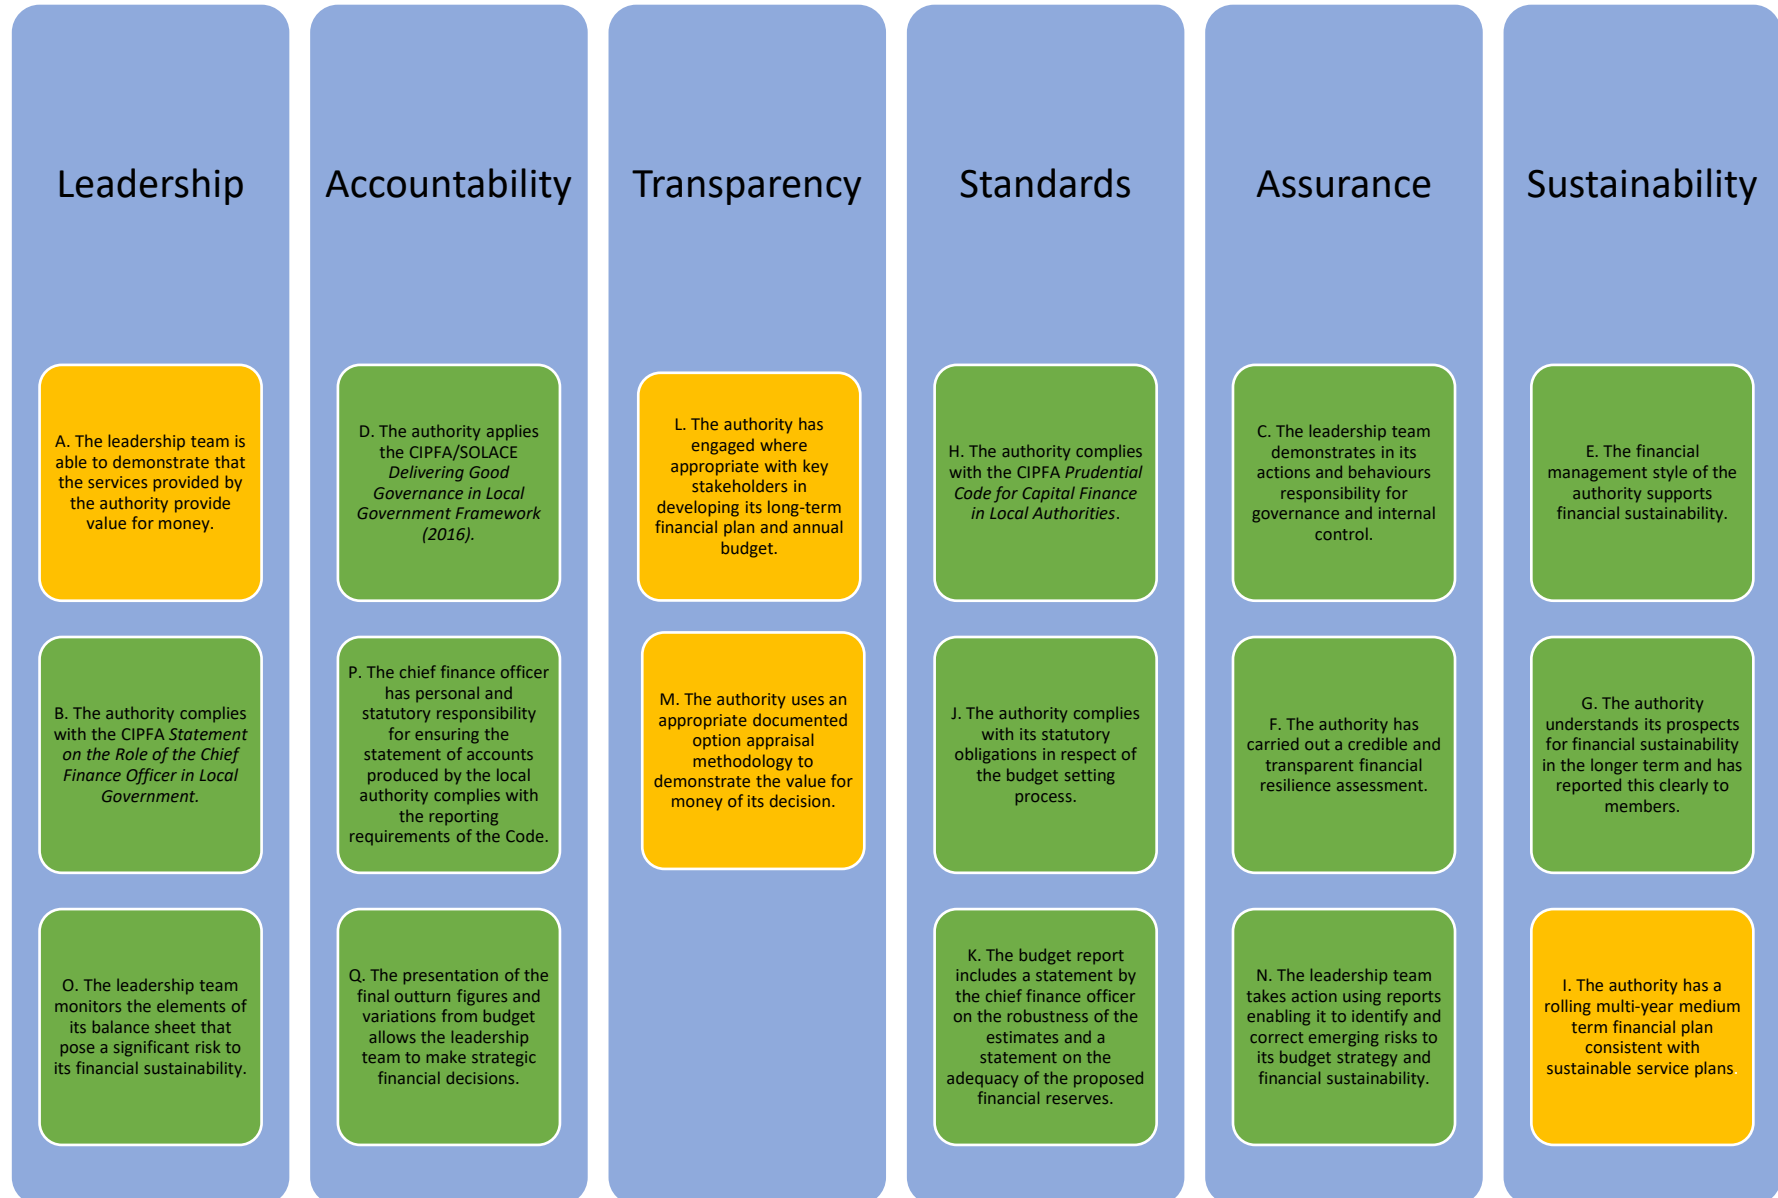 Leadership
A. The leadership team is
able to demonstrate that
the services provided by
the authority provide
value for money.
B. The authority complies
with the CIPFA Statement
on the Role of the Chief
Finance Officer in Local
Government.
O. The leadership team
monitors the elements of
its balance sheet that
pose a significant risk to
its financial sustainability.
Accountability
D. The authority applies
the CIPFA/SOLACE
Delivering Good
Governance in Local
Government Framework
(2016).
P. The chief finance officer
has personal and
statutory responsibility
for ensuring the
statement of accounts
produced by the local
authority complies with
the reporting
requirements of the Code.
Q. The presentation of the
final outturn figures and
variations from budget
allows the leadership
team to make strategic
financial decisions.
Transparency
L. The authority has
engaged where
appropriate with key
stakeholders in
developing its long-term
financial plan and annual
budget.
M. The authority uses an
appropriate documented
option appraisal
methodology to
demonstrate the value for
money of its decision.
Standards
H. The authority complies
with the CIPFA Prudential
Code for Capital Finance
in Local Authorities.
J. The authority complies
with its statutory
obligations in respect of
the budget setting
process.
K. The budget report
includes a statement by
the chief finance officer
on the robustness of the
estimates and a
statement on the
adequacy of the proposed
financial reserves.
Assurance
C. The leadership team
demonstrates in its
actions and behaviours
responsibility for
governance and internal
control.
F. The authority has
carried out a credible and
transparent financial
resilience assessment.
N. The leadership team
takes action using reports
enabling it to identify and
correct emerging risks to
its budget strategy and
financial sustainability.
Sustainability
E. The financial
management style of the
authority supports
financial sustainability.
G. The authority
understands its prospects
for financial sustainability
in the longer term and has
reported this clearly to
members.
I. The authority has a
rolling multi-year medium
term financial plan
consistent with
sustainable service plans.